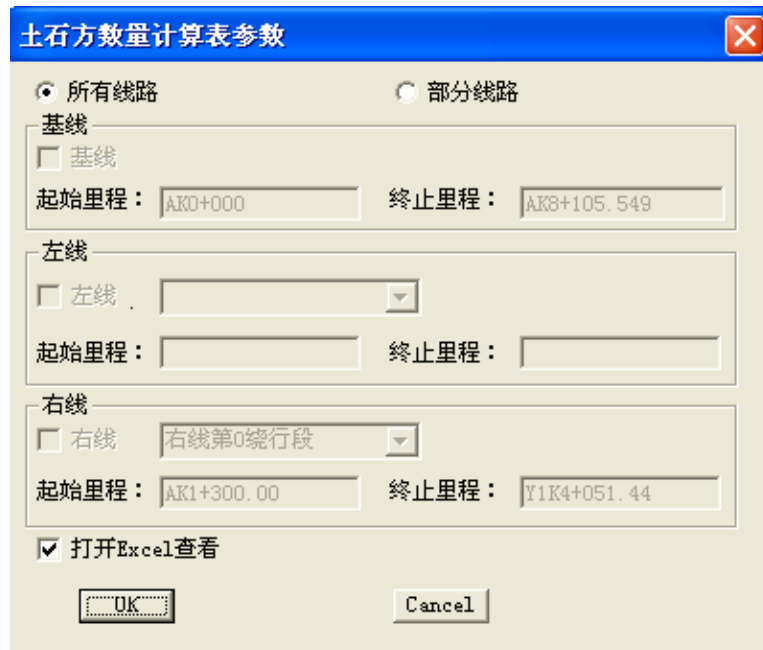 土石方数量计算表参数
所有线路 部分线路
基线
基线
起始里程： AK0+000 终止里程： AK8+105.549
左线
左线 .
起始里程： 终止里程：
右线
右线 右线第0绕行段
起始里程： AK1+300.00 终止里程： Y1K4+051.44
打开Excel查看
OK Cancel